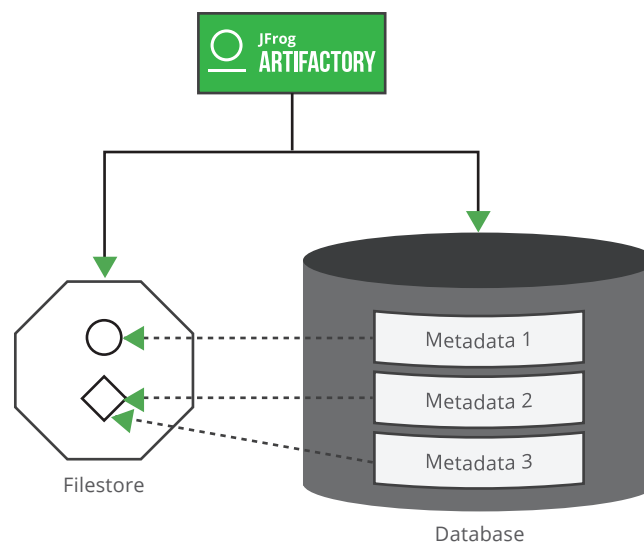 JFrog
ARTIFACTORY
Metadata 1
Metadata 2
Metadata 3
Filestore
Database